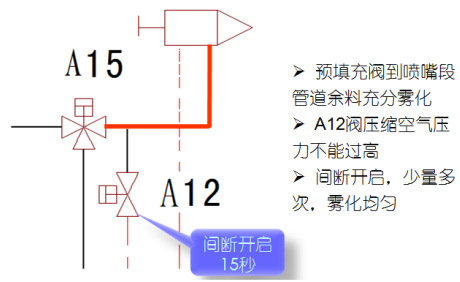 A15
A12
间断开启
15秒
➢ 预填充阀到喷嘴段
管道余料充分雾化
➢ A12阀压缩空气压
力不能过高
➢ 间断开启，少量多
次，雾化均匀